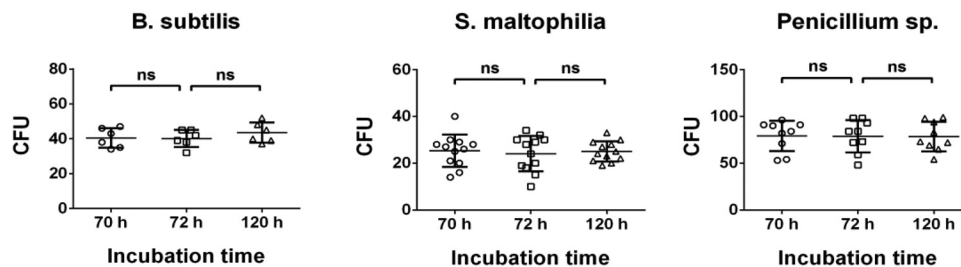 B. subtilis
80
60
40
20
0
CFU
ns
ns
70 h
72 h
120 h
Incubation time
S. maltophilia
60
40
20
0
CFU
ns
ns
70 h
72 h
120 h
Incubation time
Penicillium sp.
150
100
50
0
CFU
ns
ns
70 h
72 h
120 h
Incubation time